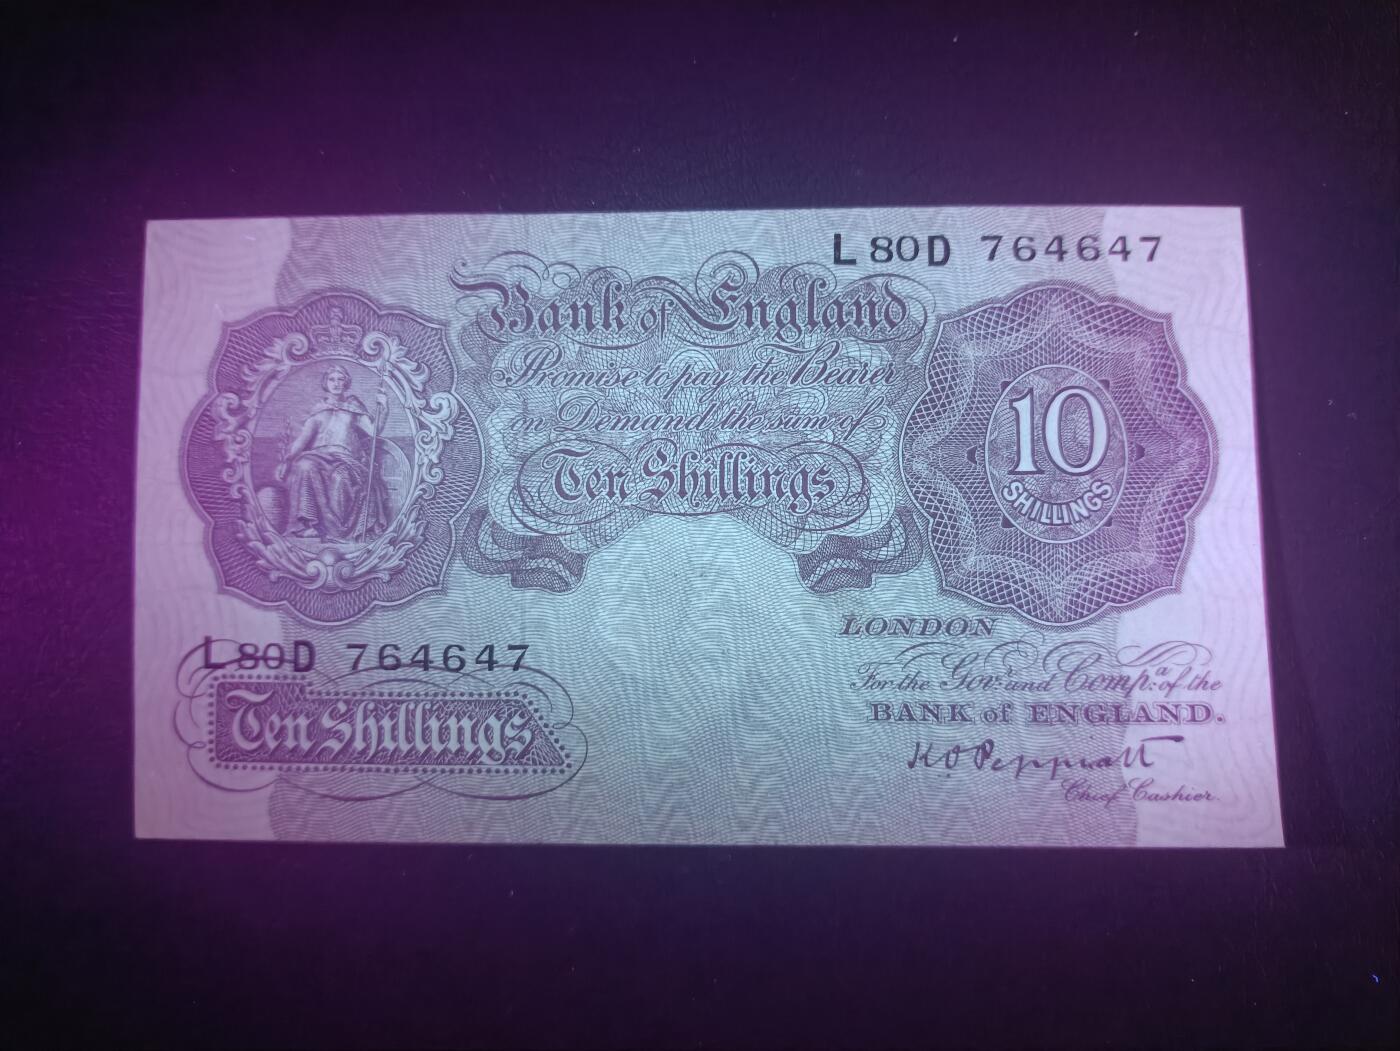 L80D 764647
Bank of England
Promise to pay the Bearer
on Demand the sum of
Ten Shillings
10
SHILLINGS
LONDON
For the Govr. and Compa. of the
BANK of ENGLAND.
K O Peppiatt
Chief Cashier.
L80D 764647
Ten Shillings